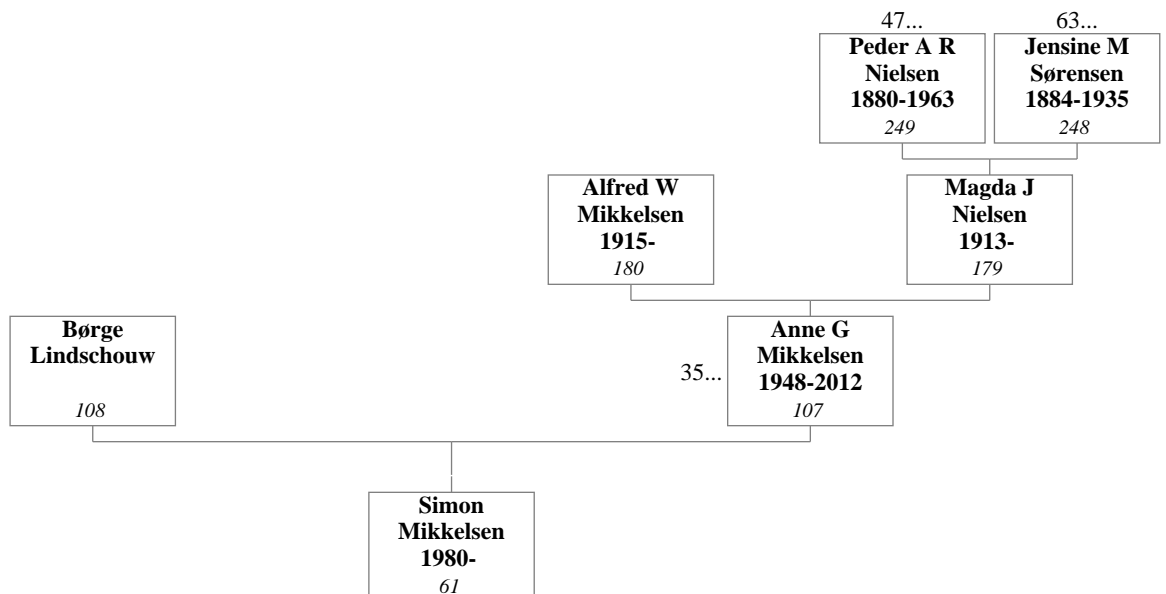 47...
63...
Peder A R
Nielsen
1880-1963
249
Jensine M
Sørensen
1884-1935
248
Alfred W
Mikkelsen
1915-
180
Magda J
Nielsen
1913-
179
Børge
Lindschouw
108
35...
Anne G
Mikkelsen
1948-2012
107
Simon
Mikkelsen
1980-
61